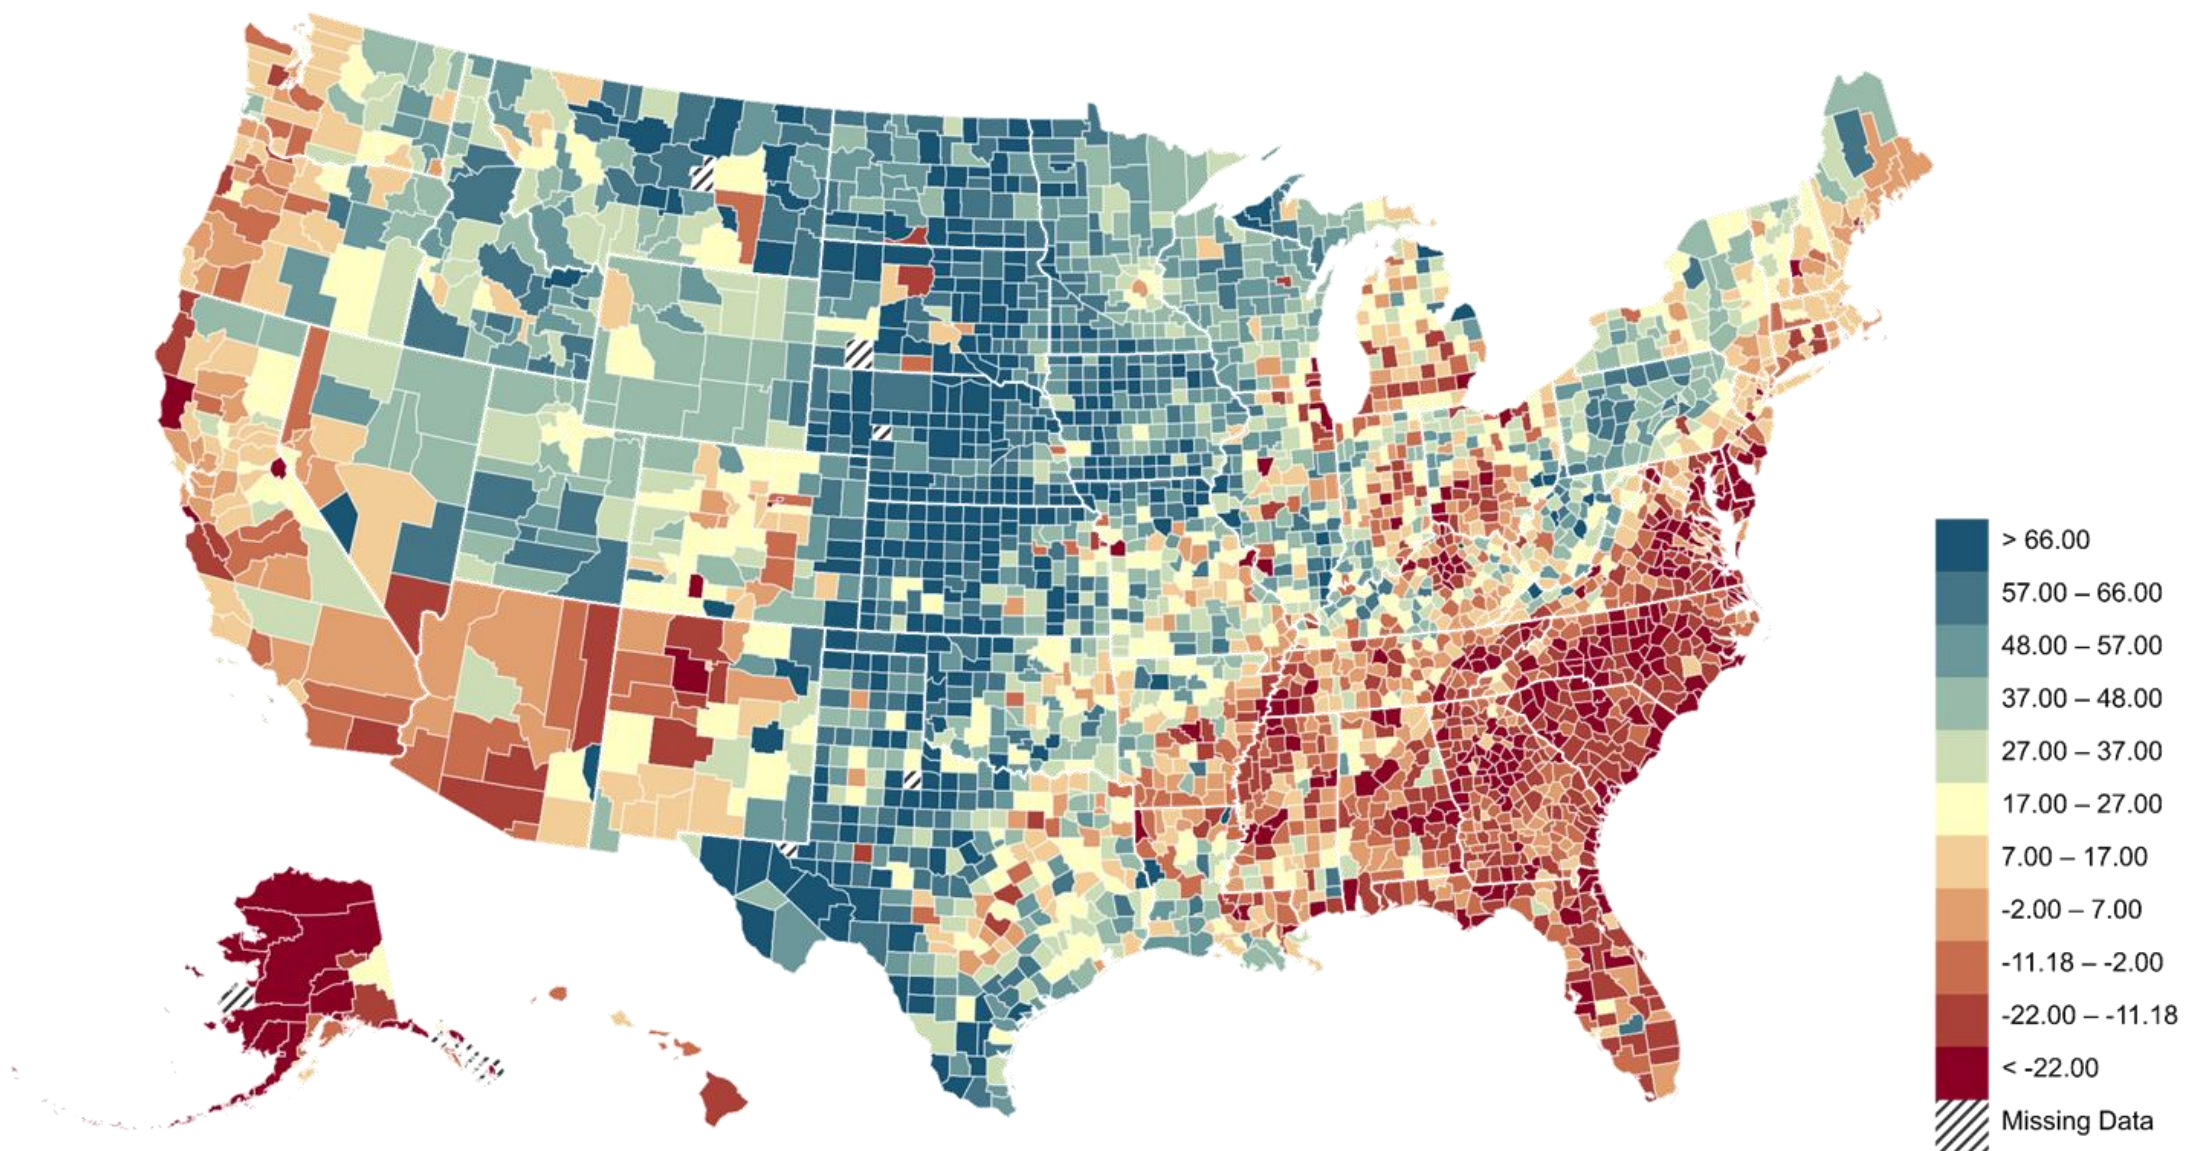 > 66.00
57.00 – 66.00
48.00 – 57.00
37.00 – 48.00
27.00 – 37.00
17.00 – 27.00
7.00 – 17.00
-2.00 – 7.00
-11.18 – -2.00
-22.00 – -11.18
< -22.00
Missing Data